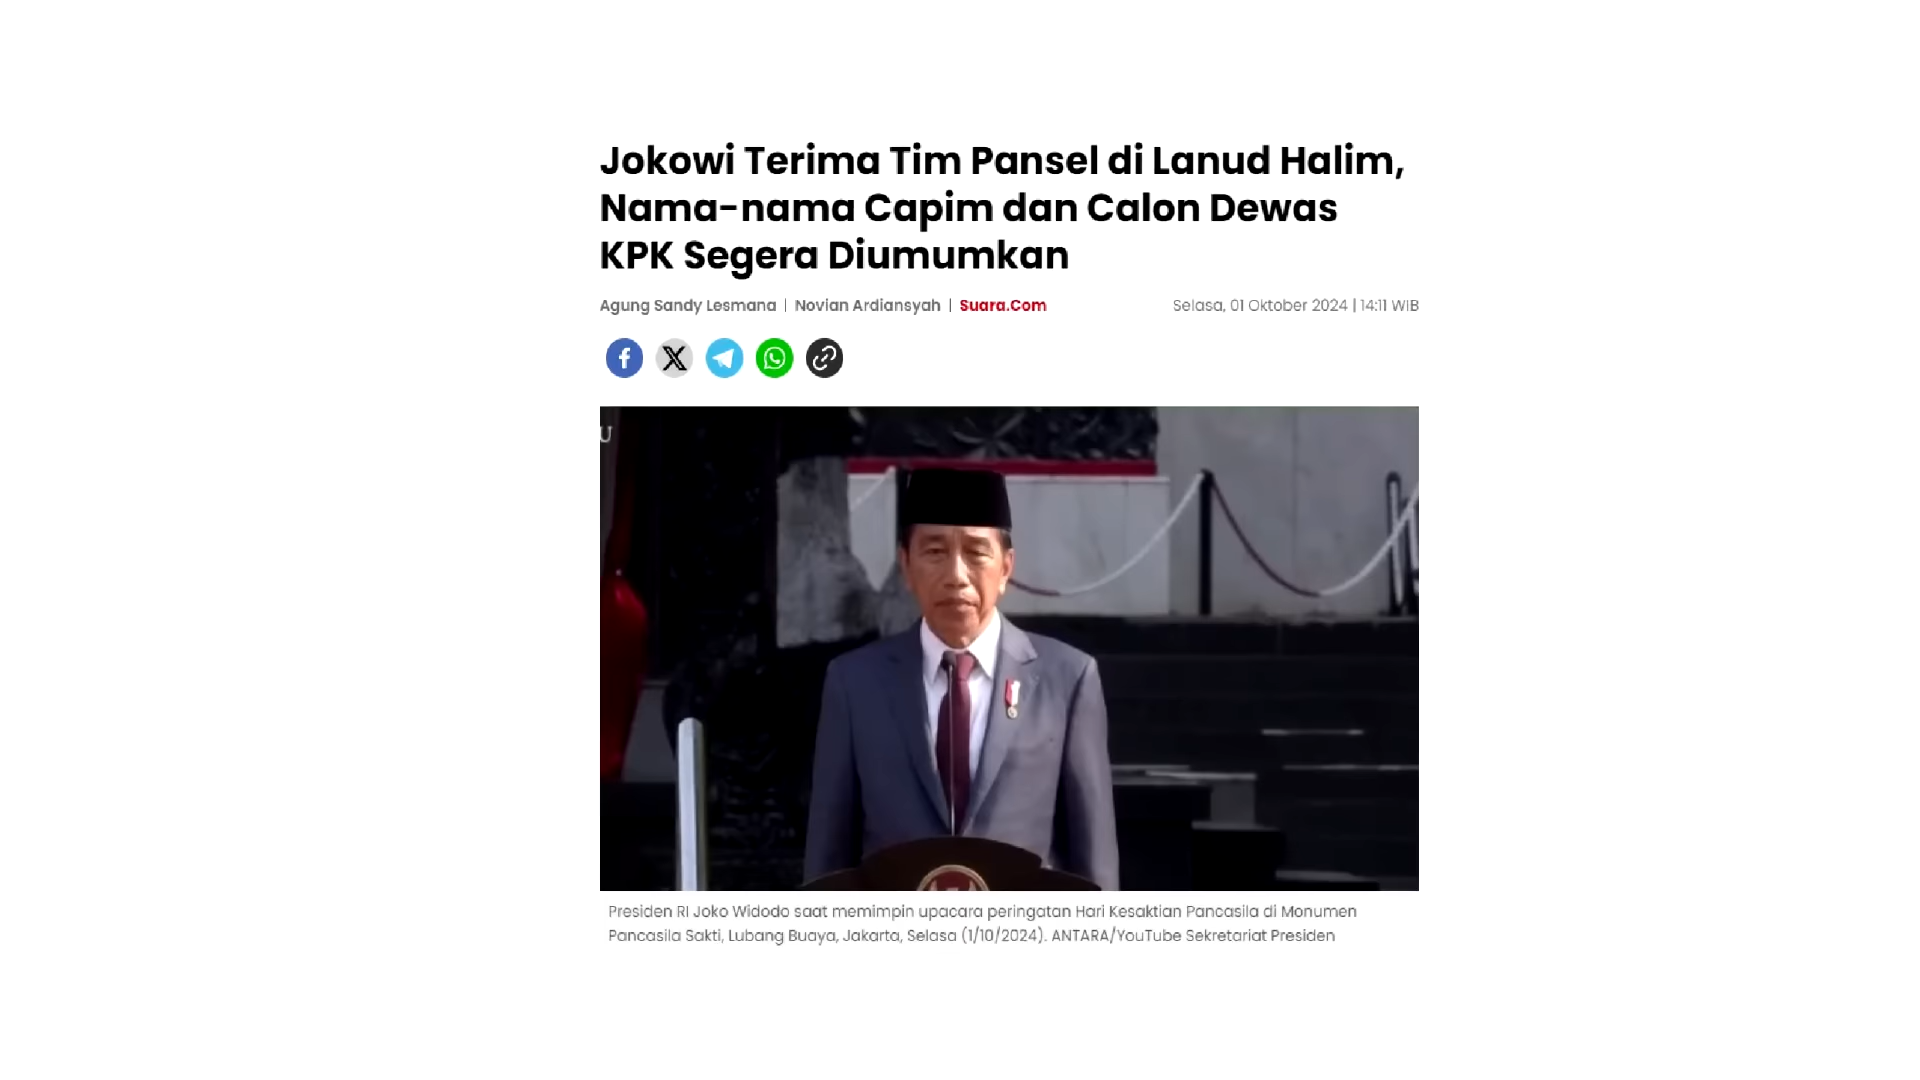 Jokowi Terima Tim Pansel di Lanud Halim,
Nama-nama Capim dan Calon Dewas
KPK Segera Diumumkan
Agung Sandy Lesmana | Novian Ardiansyah | Suara.Com
Selasa, 01 Oktober 2024 | 14:11 WIB
U
Presiden RI Joko Widodo saat memimpin upacara peringatan Hari Kesaktian Pancasila di Monumen
Pancasila Sakti, Lubang Buaya, Jakarta, Selasa (1/10/2024). ANTARA/YouTube Sekretariat Presiden